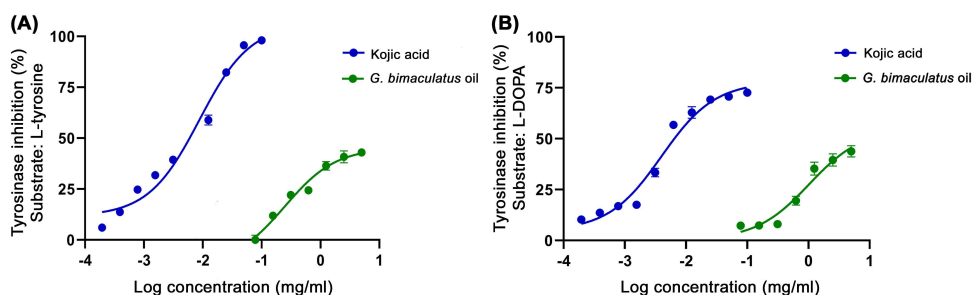 (A)
Tyrosinase inhibition (%)
Substrate: L-tyrosine
100
75
50
25
0
-4
-3
-2
-1
0
1
Log concentration (mg/ml)
Kojic acid
G. bimaculatus oil
(B)
Tyrosinase inhibition (%)
Substrate: L-DOPA
100
75
50
25
0
-4
-3
-2
-1
0
1
Log concentration (mg/ml)
Kojic acid
G. bimaculatus oil